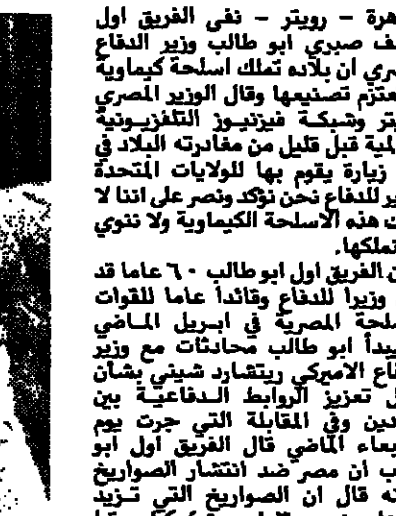 هرة - رويتر - نفى الفريق اول
ف صبري ابو طالب وزير الدفاع
صري ان بلاده تملك اسلحة كيماوية
عتزم تصنيعها وقال الوزير المصري
يتر وشبكة فيزنيوز التلفزيونية
لمية قبل قليل من مغادرته البلاد في
زيارة يقوم بها للولايات المتحدة
ير للدفاع نحن نؤكد ونصر على اننا لا
ك هذه الاسلحة الكيماوية ولا ننوي
تملكها.
ن الفريق اول ابو طالب ٦٠ عاما قد
وزيرا للدفاع وقائدا عاما للقوات
سلحة المصرية في ابريل الماضي
يبدأ ابو طالب محادثات مع وزير
فاع الاميركي ريتشارد شيني بشأن
ل تعزيز الروابط الدفاعية بين
دين وفي المقابلة التي جرت يوم
بعاء الماضي قال الفريق اول ابو
ب ان مصر ضد انتشار الصواريخ
نه قال ان الصواريخ التي تزيد